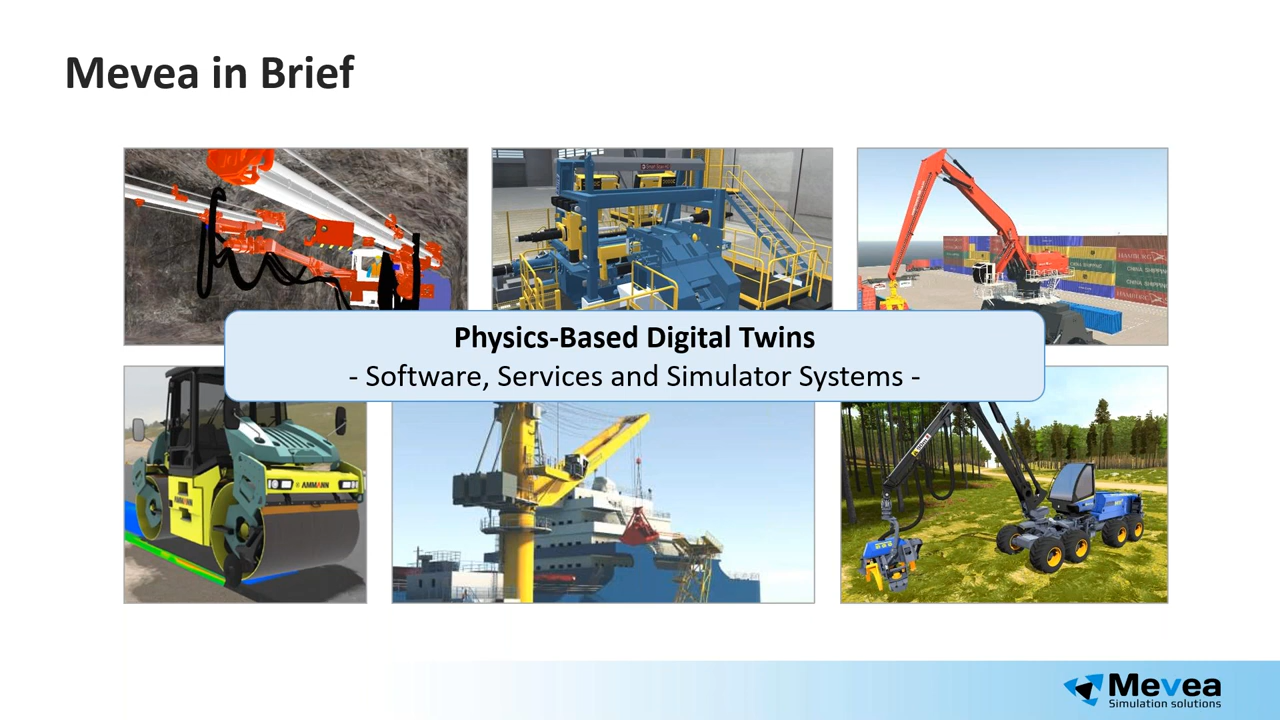 Mevea in Brief
Physics-Based Digital Twins
- Software, Services and Simulator Systems -
AMMANN
Mevea
Simulation solutions